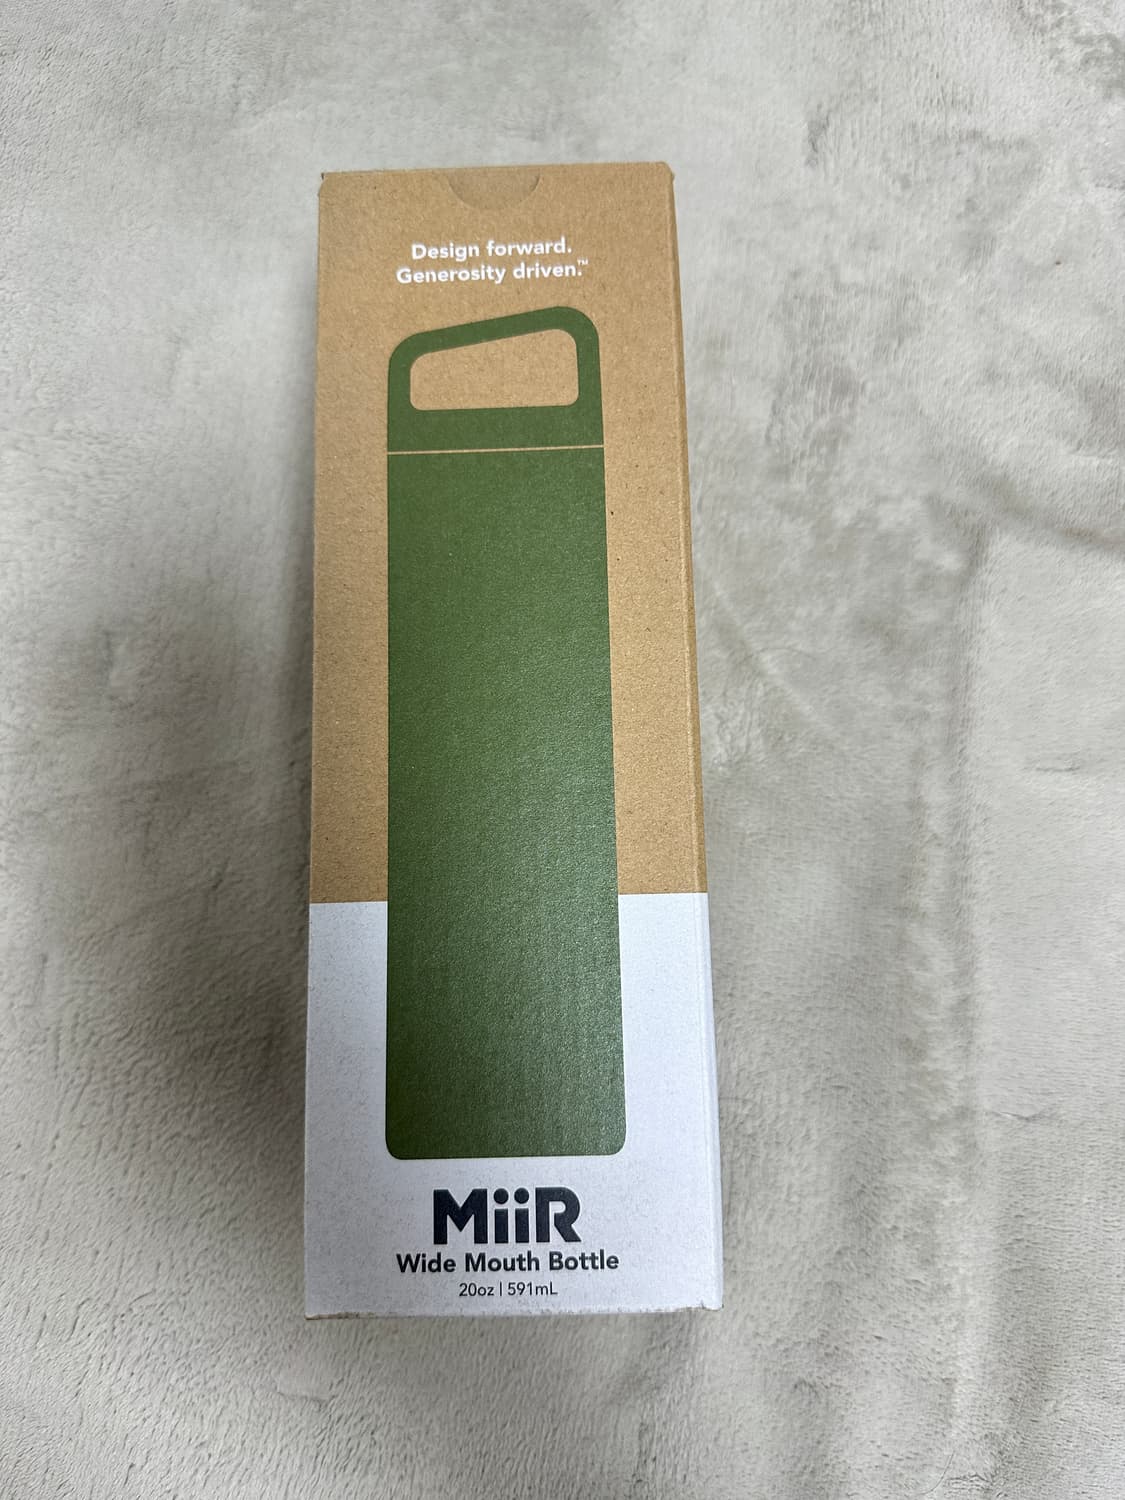 Design forward.
Generosity driven.™
MiiR
Wide Mouth Bottle
20oz | 591mL